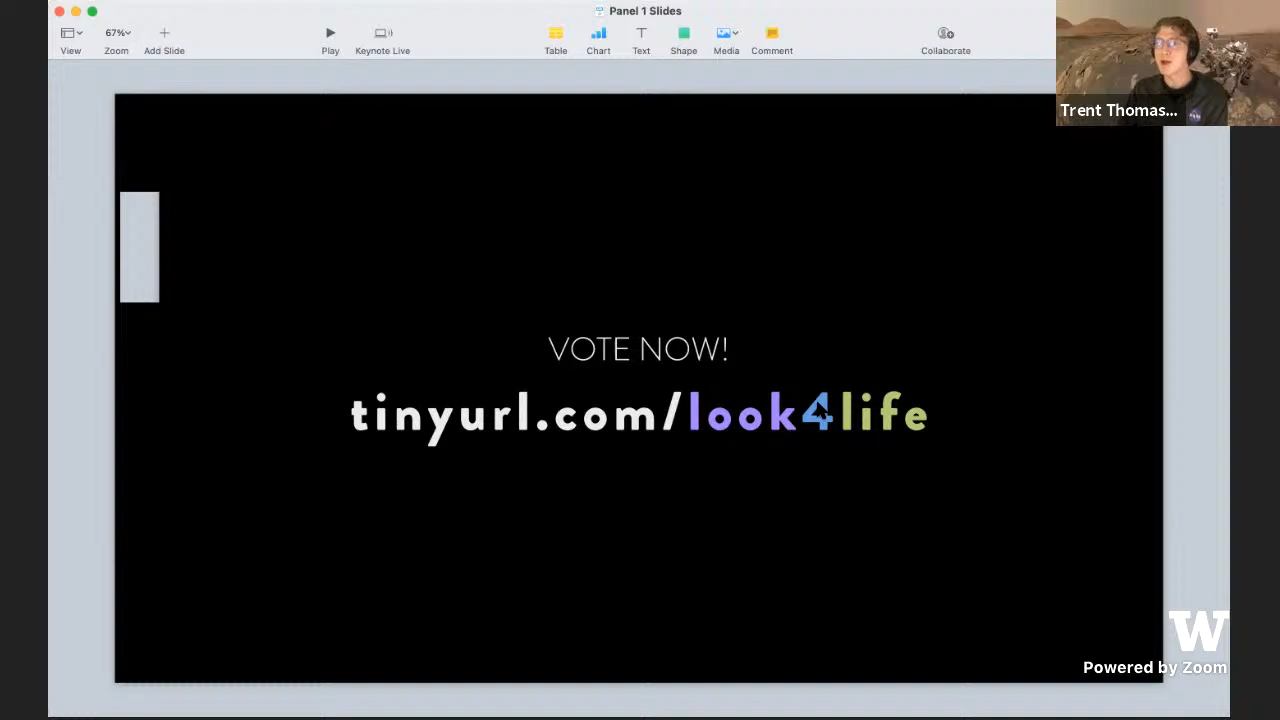 Panel 1 Slides
67%
View
Zoom
Add Slide
Play
Keynote Live
Table
Chart
Text
Shape
Media
Comment
Collaborate
Trent Thomas...
VOTE NOW!
tinyurl.com/look4life
W
Powered by Zoom